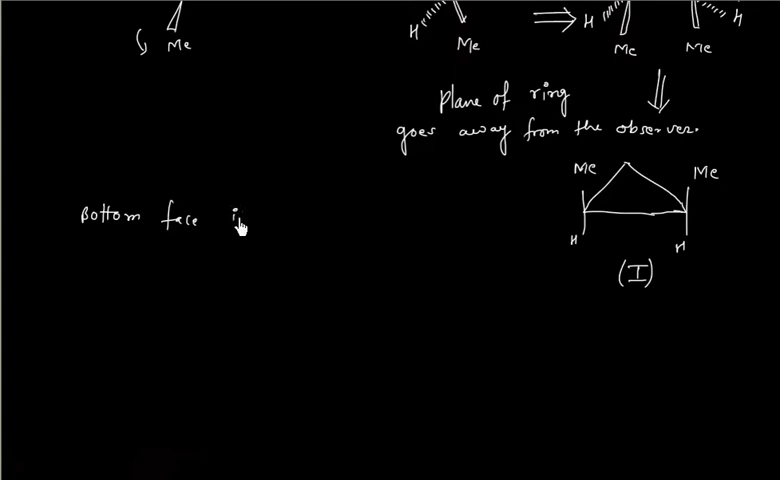 H H H
Me Me Me Me
Plane of ring
goes away from the observer.
Me Me
H H
(I)
Bottom face i